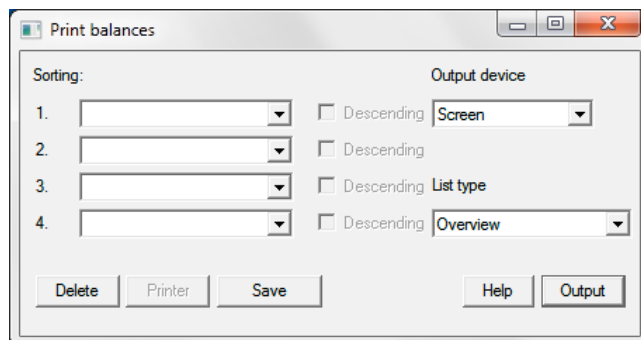 Print balances
Sorting: Output device
1. Descending Screen
2. Descending
3. Descending List type
4. Descending Overview
Delete Printer Save Help Output